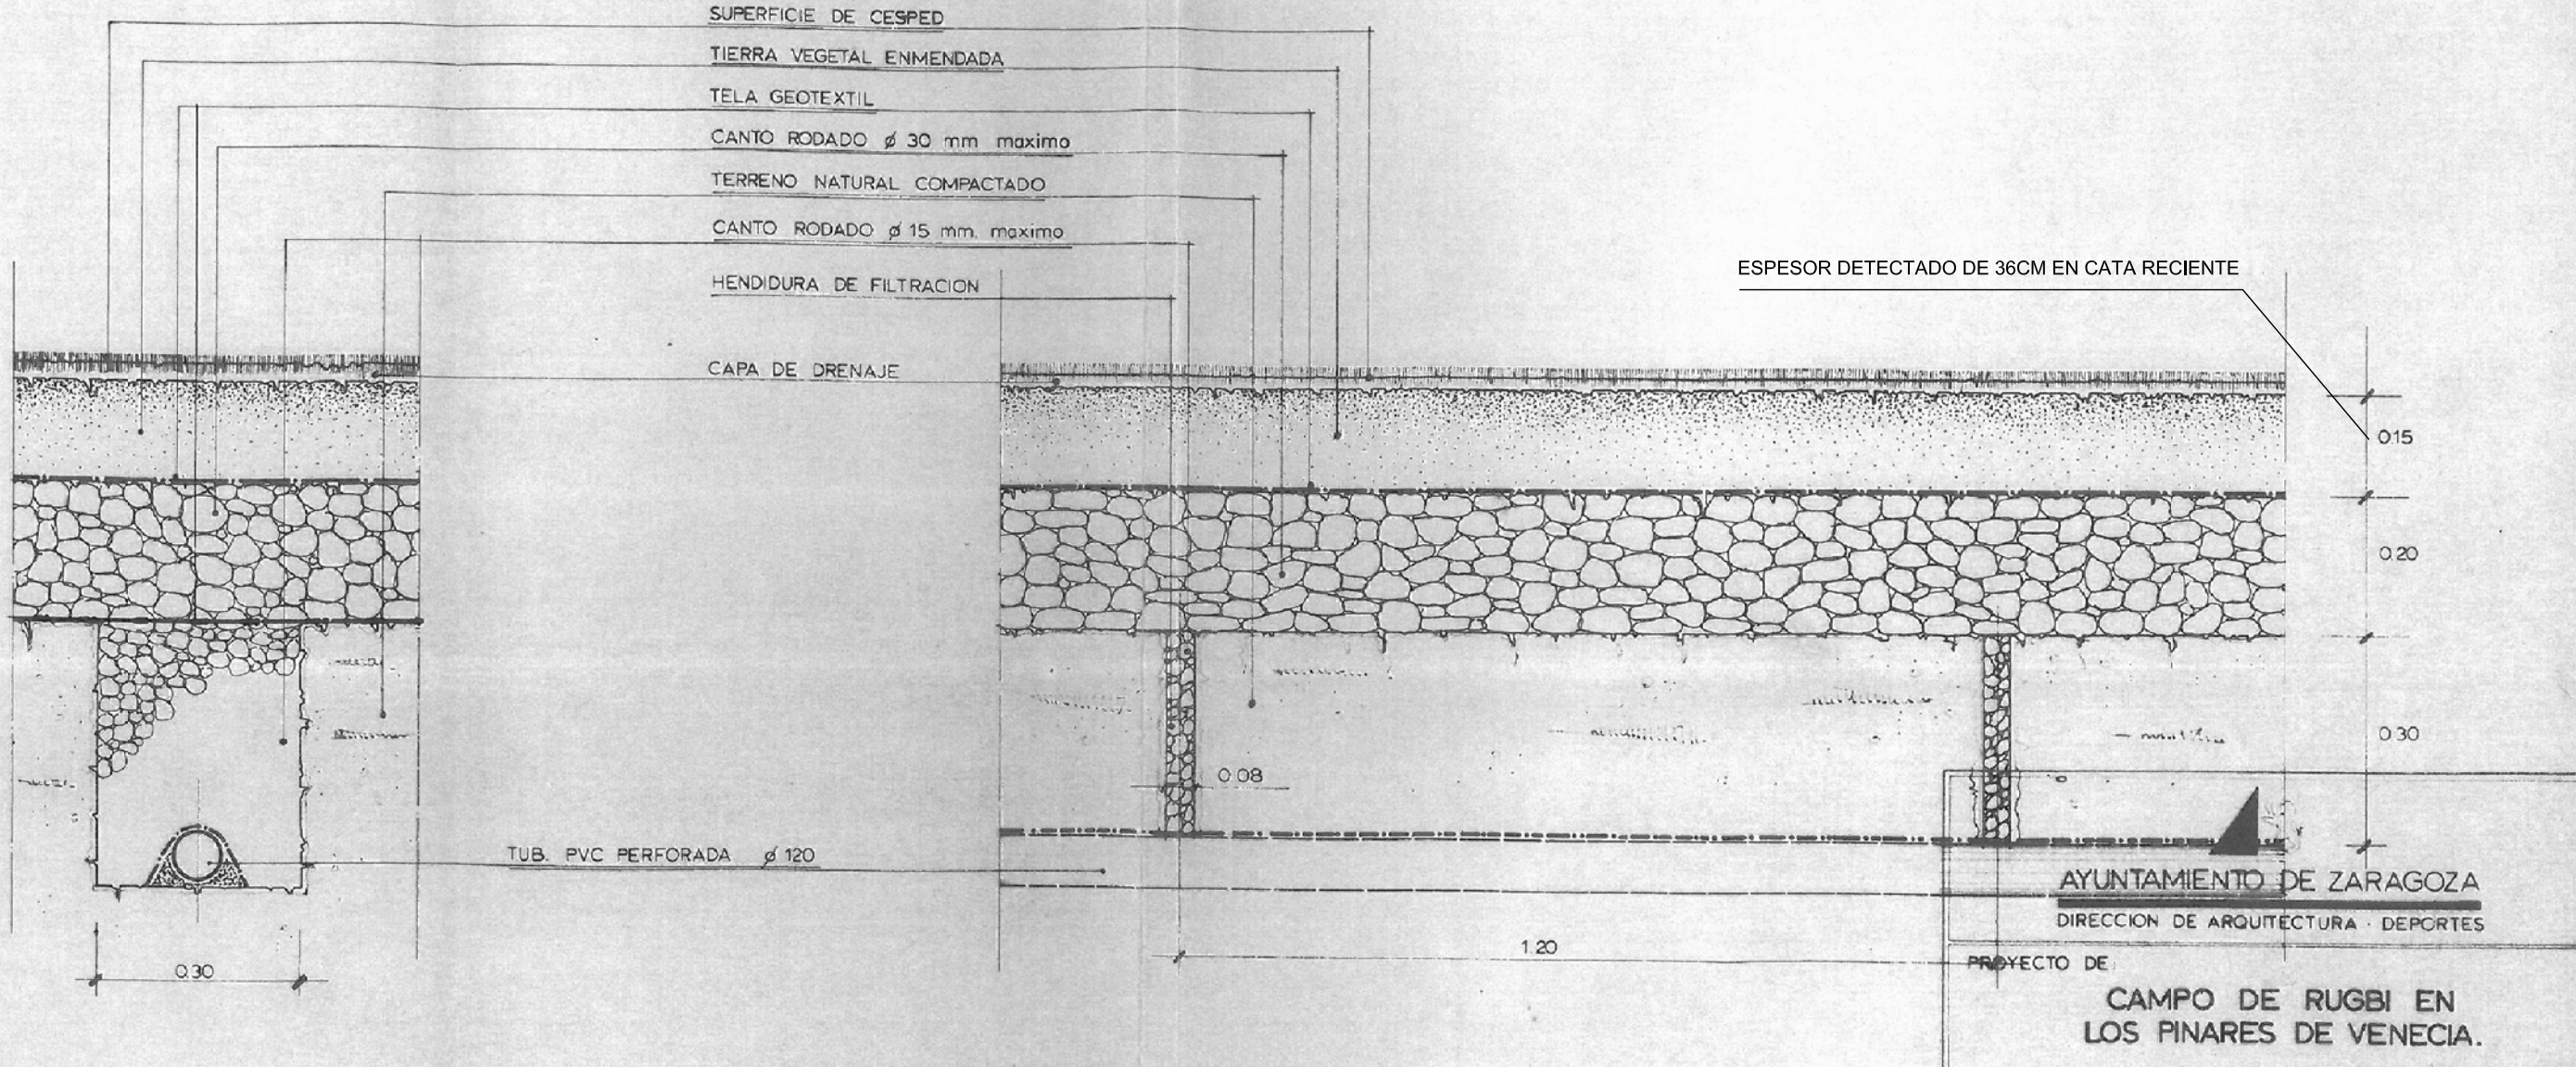 SUPERFICIE DE CESPED
TIERRA VEGETAL ENMENDADA
TELA GEOTEXTIL
CANTO RODADO ø 30 mm maximo
TERRENO NATURAL COMPACTADO
CANTO RODADO ø 15 mm. maximo
HENDIDURA DE FILTRACION
CAPA DE DRENAJE
ESPESOR DETECTADO DE 36CM EN CATA RECIENTE
0.15
0.20
0.30
0.08
TUB. PVC PERFORADA ø 120
0.30
1.20
AYUNTAMIENTO DE ZARAGOZA
DIRECCION DE ARQUITECTURA · DEPORTES
PROYECTO DE
CAMPO DE RUGBI EN
LOS PINARES DE VENECIA.